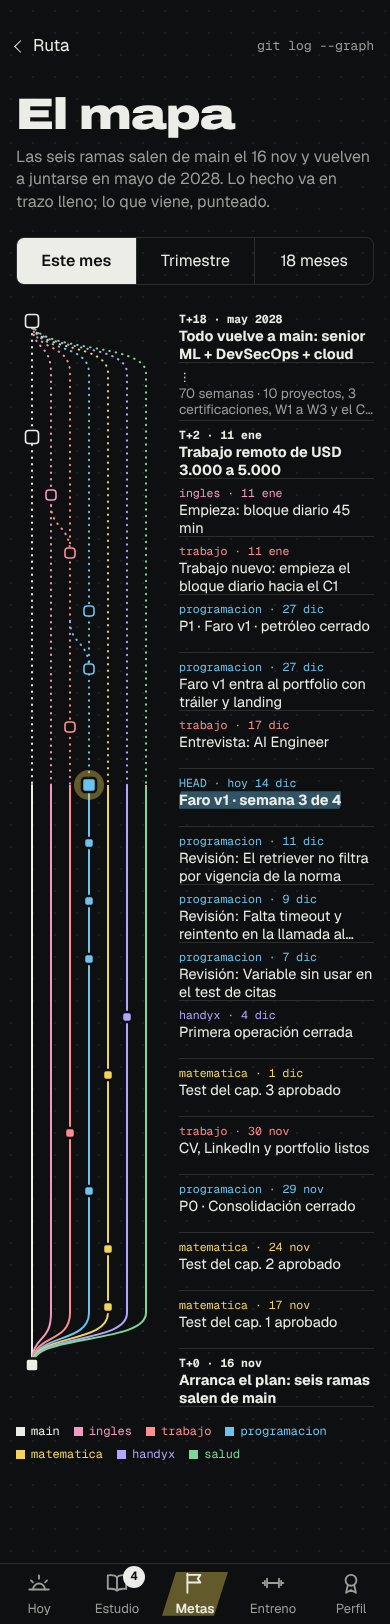 Ruta
git log --graph
El mapa
Las seis ramas salen de main el 16 nov y vuelven
a juntarse en mayo de 2028. Lo hecho va en
trazo lleno; lo que viene, punteado.
Este mes
Trimestre
18 meses
T+18 · may 2028
Todo vuelve a main: senior
ML + DevSecOps + cloud
⋮
70 semanas · 10 proyectos, 3
certificaciones, W1 a W3 y el C…
T+2 · 11 ene
Trabajo remoto de USD
3.000 a 5.000
ingles · 11 ene
Empieza: bloque diario 45
min
trabajo · 11 ene
Trabajo nuevo: empieza el
bloque diario hacia el C1
programacion · 27 dic
P1 · Faro v1 · petróleo cerrado
programacion · 27 dic
Faro v1 entra al portfolio con
tráiler y landing
trabajo · 17 dic
Entrevista: AI Engineer
HEAD · hoy 14 dic
Faro v1 · semana 3 de 4
programacion · 11 dic
Revisión: El retriever no filtra
por vigencia de la norma
programacion · 9 dic
Revisión: Falta timeout y
reintento en la llamada al…
programacion · 7 dic
Revisión: Variable sin usar en
el test de citas
handyx · 4 dic
Primera operación cerrada
matematica · 1 dic
Test del cap. 3 aprobado
trabajo · 30 nov
CV, LinkedIn y portfolio listos
programacion · 29 nov
P0 · Consolidación cerrado
matematica · 24 nov
Test del cap. 2 aprobado
matematica · 17 nov
Test del cap. 1 aprobado
T+0 · 16 nov
Arranca el plan: seis ramas
salen de main
main ingles trabajo programacion
matematica handyx salud
4
Hoy Estudio Metas Entreno Perfil